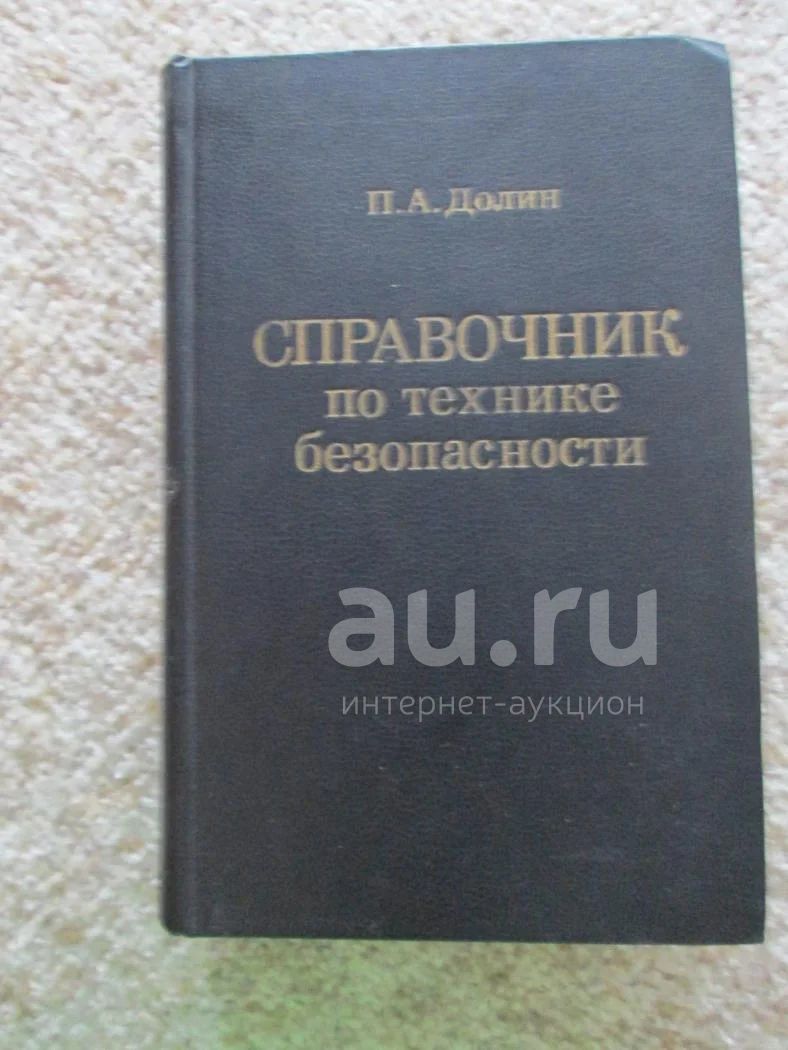 П.А.Долин
СПРАВОЧНИК
по технике
безопасности
au.ru
интернет-аукцион